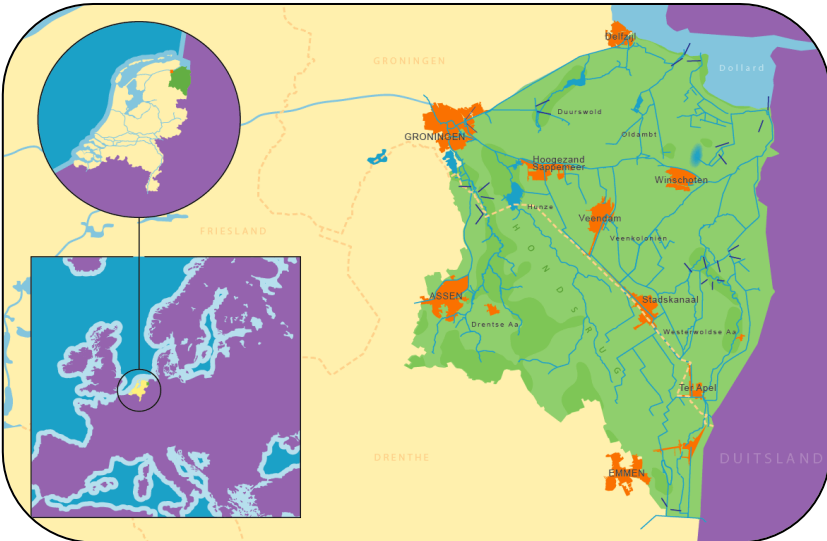 Delfzijl
GRONINGEN
Dollard
Duurswold
Oldambt
GRONINGEN
Hoogezand
Sappemeer
Winschoten
Hunze
Veendam
FRIESLAND
Veenkoloniën
HONDSRUG
ASSEN
Stadskanaal
Drentse Aa
Westerwoldse Aa
Ter Apel
DRENTHE
DUITSLAND
EMMEN